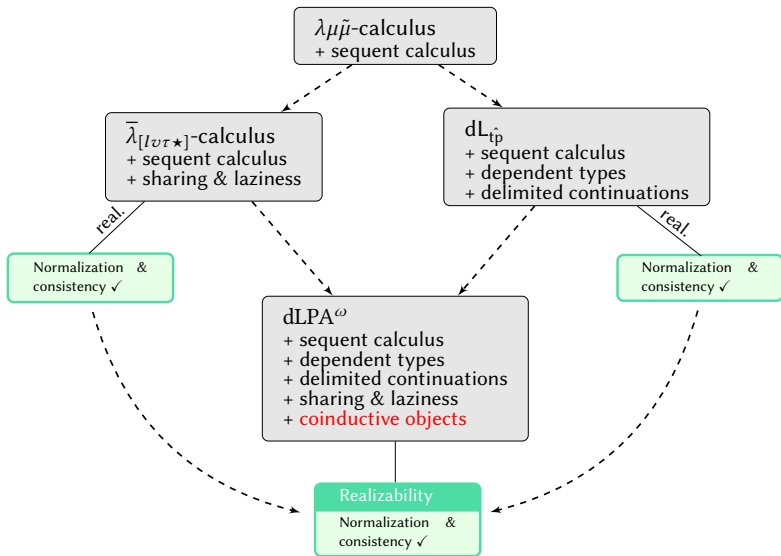 λμμ̃-calculus
+ sequent calculus
λ̅[lvτ⋆]-calculus
+ sequent calculus
+ sharing & laziness
dL_t̂p
+ sequent calculus
+ dependent types
+ delimited continuations
real.
real.
Normalization &
consistency ✓
Normalization &
consistency ✓
dLPA^ω
+ sequent calculus
+ dependent types
+ delimited continuations
+ sharing & laziness
+ coinductive objects
Realizability
Normalization &
consistency ✓